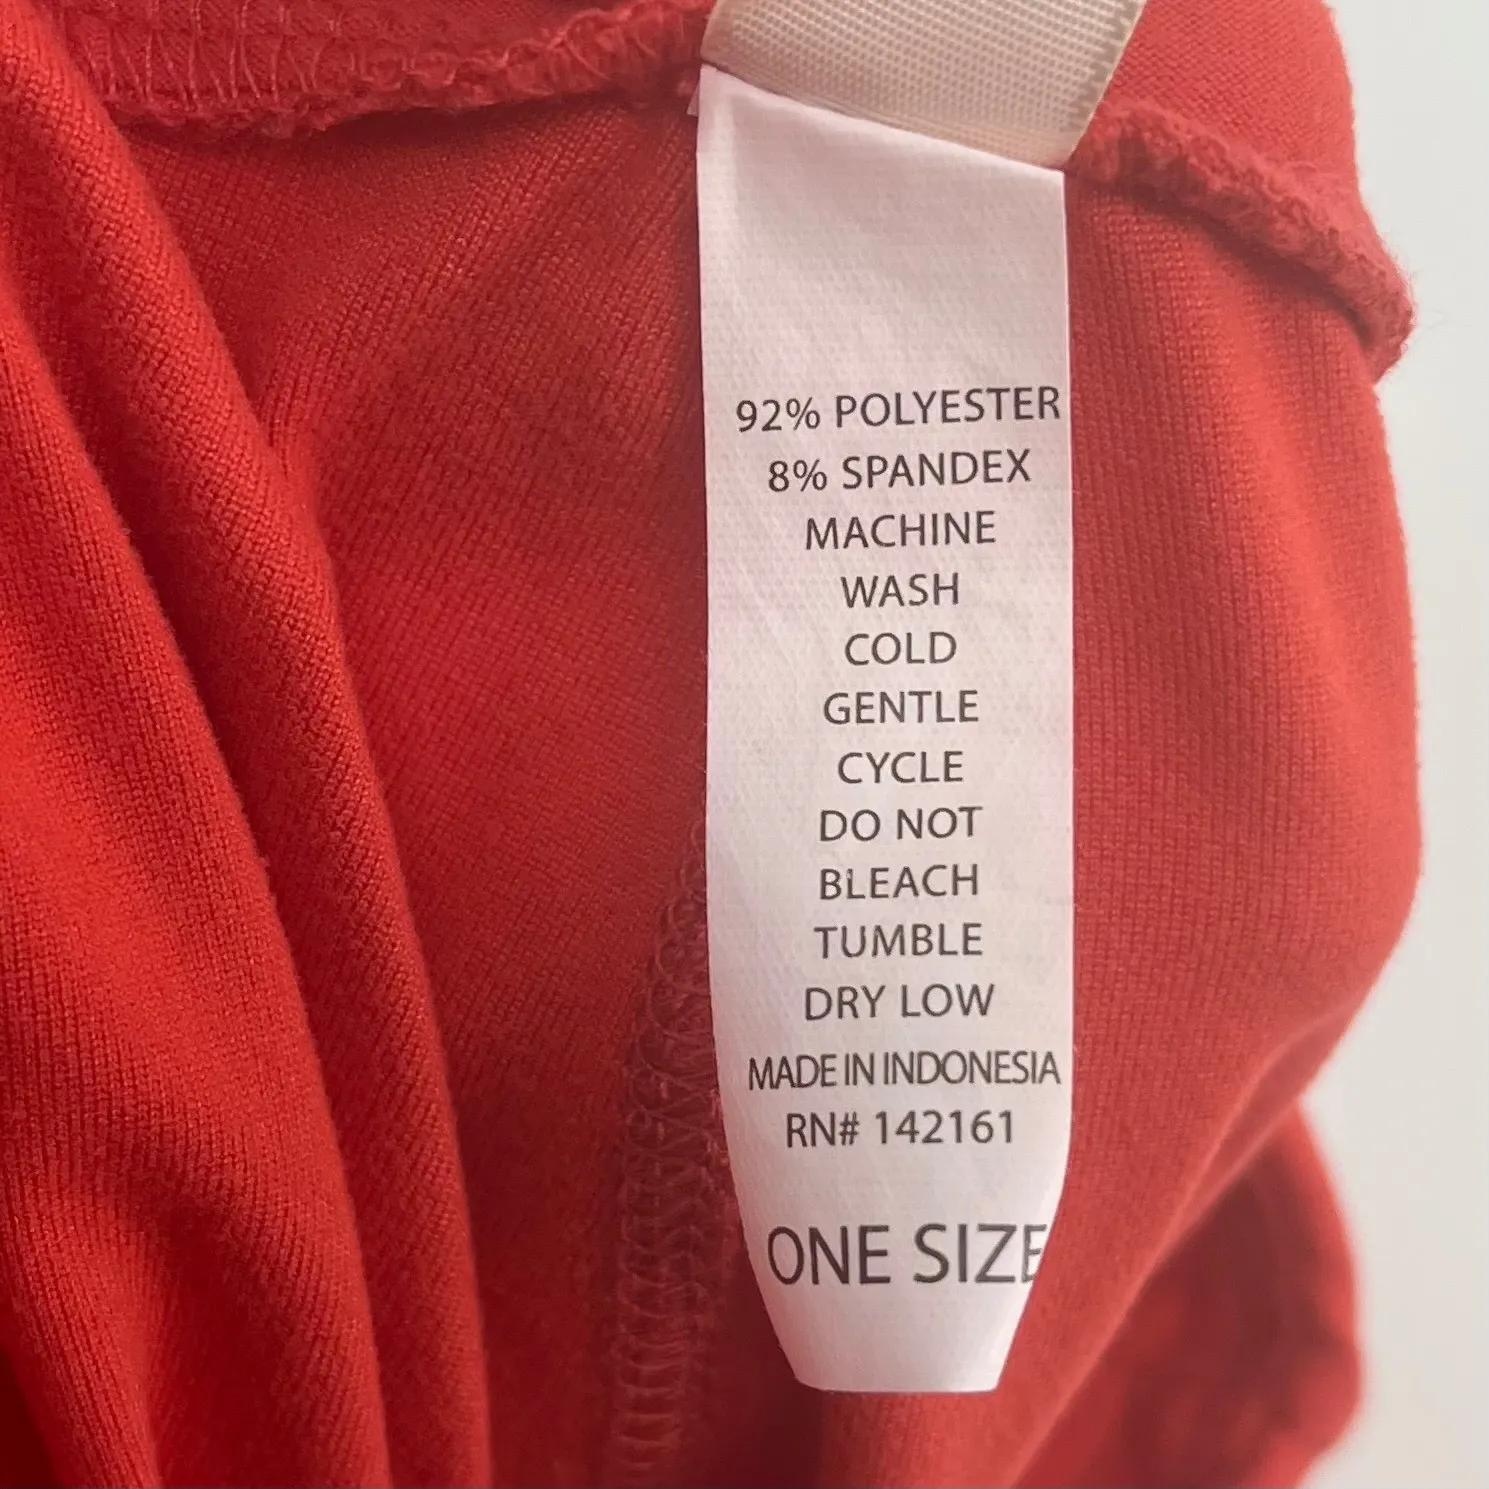 92% POLYESTER
8% SPANDEX
MACHINE
WASH
COLD
GENTLE
CYCLE
DO NOT
BLEACH
TUMBLE
DRY LOW
MADE IN INDONESIA
RN# 142161
ONE SIZE